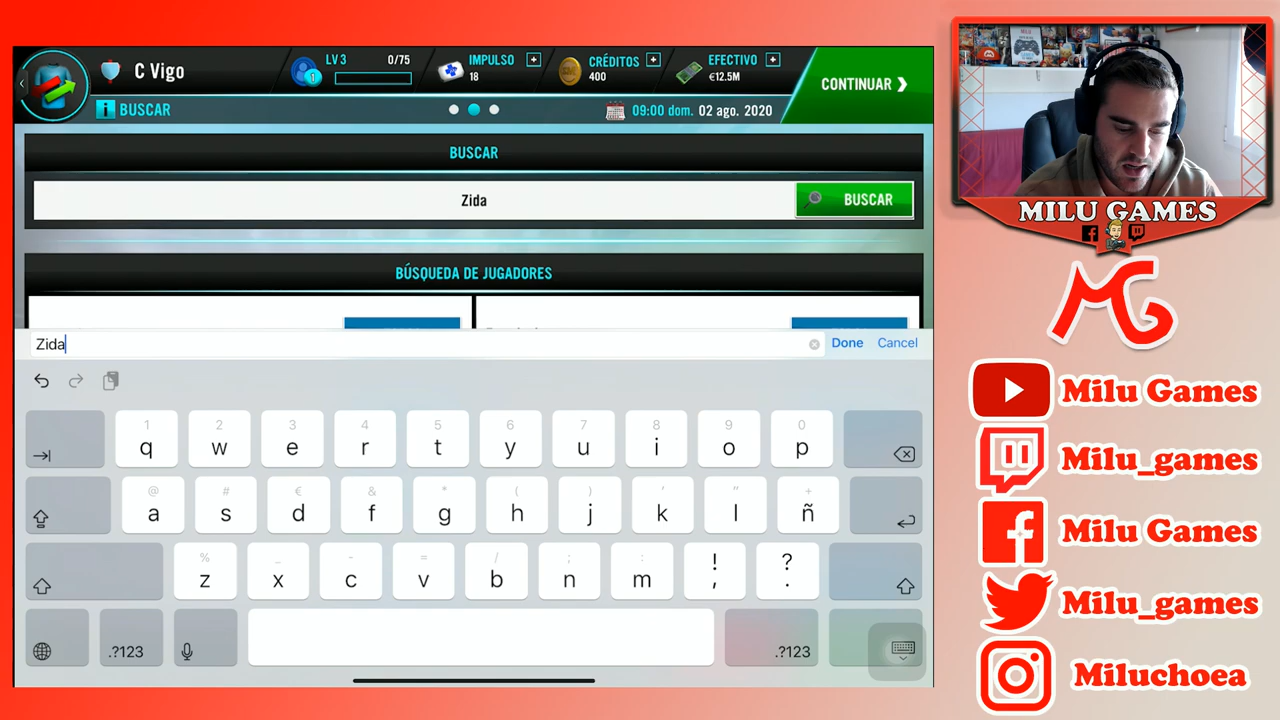 C Vigo
LV 3 0/75
1
IMPULSO
18
CRÉDITOS
400
EFECTIVO
€12.5M
CONTINUAR
i BUSCAR
09:00 dom. 02 ago. 2020
BUSCAR
Zida
BUSCAR
BÚSQUEDA DE JUGADORES
Zida
Done
Cancel
1 2 3 4 5 6 7 8 9 0
q w e r t y u i o p
@ # € & * ( ) ' " +
a s d f g h j k l ñ
% _ - = / ; : ! ?
z x c v b n m , .
.?123
.?123
MILU GAMES
Milu Games
Milu_games
Milu Games
Milu_games
Miluchoea